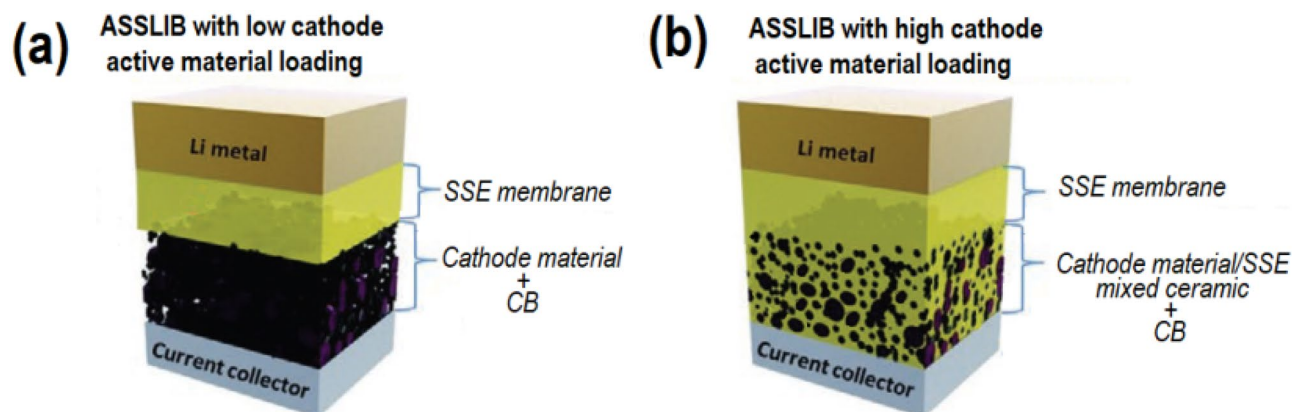 (a)
ASSLIB with low cathode
active material loading
Li metal
SSE membrane
Cathode material
+
CB
Current collector
(b)
ASSLIB with high cathode
active material loading
Li metal
SSE membrane
Cathode material/SSE
mixed ceramic
+
CB
Current collector